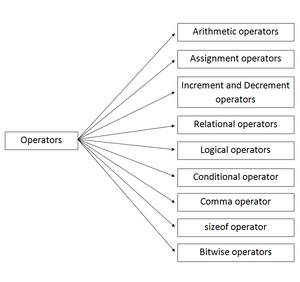 Arithmetic operators
Assignment operators
Increment and Decrement
operators
Relational operators
Operators
Logical operators
Conditional operator
Comma operator
sizeof operator
Bitwise operators